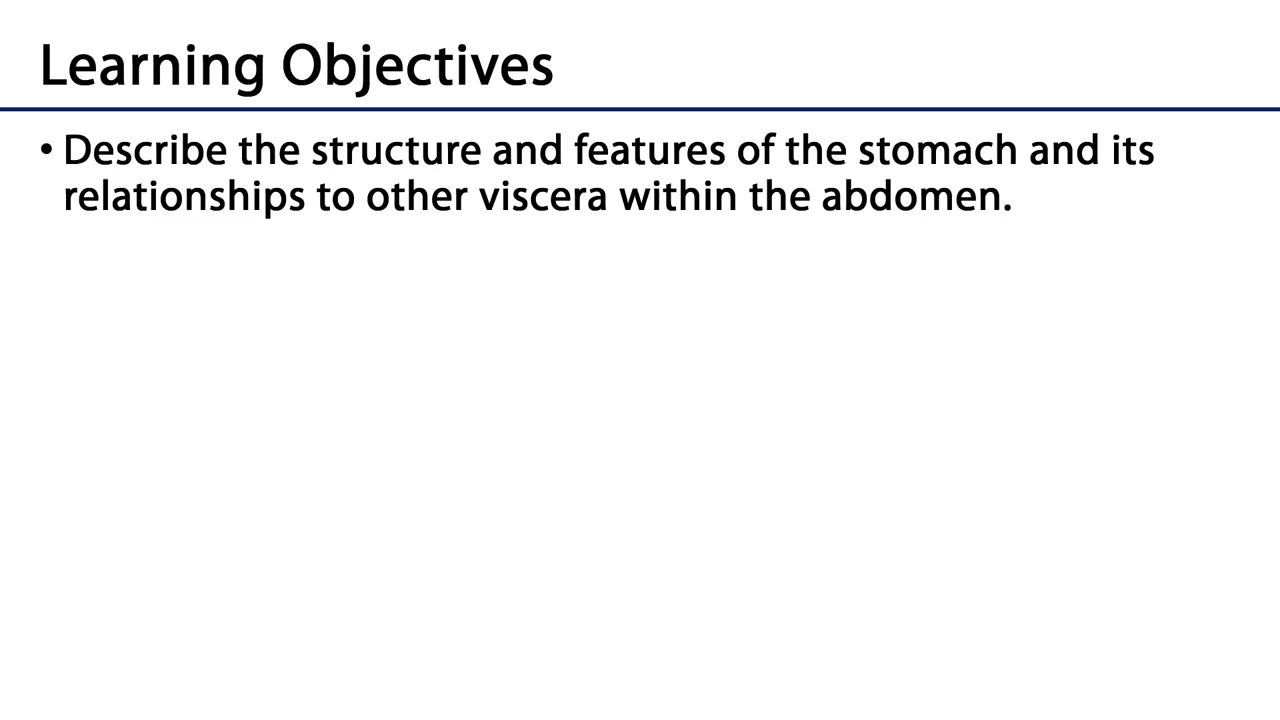 Learning Objectives
• Describe the structure and features of the stomach and its
relationships to other viscera within the abdomen.